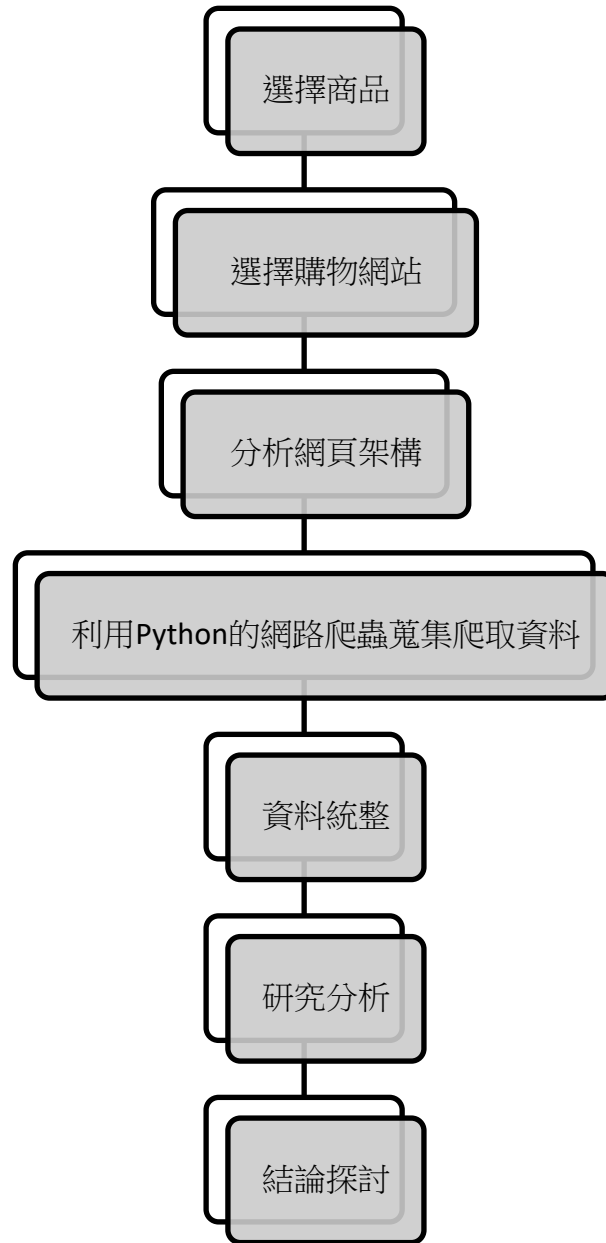 選擇商品
選擇購物網站
分析網頁架構
利用Python的網路爬蟲蒐集爬取資料
資料統整
研究分析
結論探討